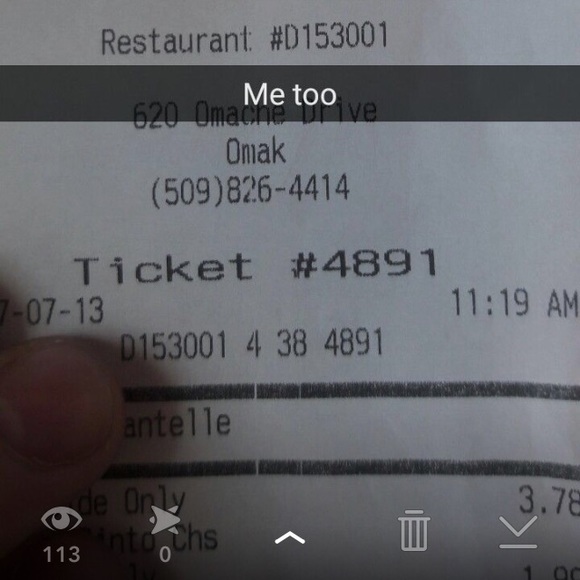 Restaurant #D153001
Me too
620 Omache Drive
Omak
(509)826-4414
Ticket #4891
7-07-13
11:19 AM
D153001 4 38 4891
antelle
de Only
3.78
into Chs
113
0